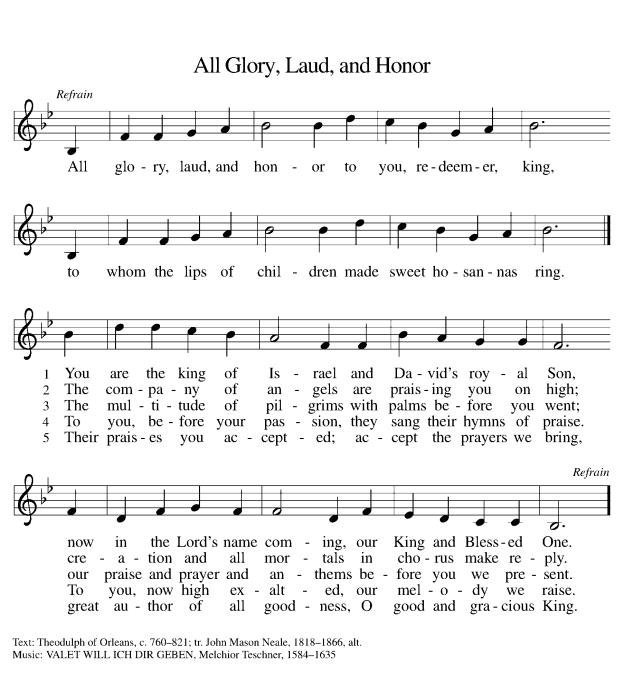 All Glory, Laud, and Honor
Refrain
All glo - ry, laud, and hon - or to you, re - deem - er, king,
to whom the lips of chil - dren made sweet ho - san - nas ring.
1 You are the king of Is - rael and Da - vid's roy - al Son,
2 The com - pa - ny of an - gels are prais - ing you on high;
3 The mul - ti - tude of pil - grims with palms be - fore you went;
4 To you, be - fore your pas - sion, they sang their hymns of praise.
5 Their prais - es you ac - cept - ed; ac - cept the prayers we bring,
Refrain
now in the Lord's name com - ing, our King and Bless - ed One.
cre - a - tion and all mor - tals in cho - rus make re - ply.
our praise and prayer and an - thems be - fore you we pre - sent.
To you, now high ex - alt - ed, our mel - o - dy we raise.
great au - thor of all good - ness, O good and gra - cious King.
Text: Theodulph of Orleans, c. 760–821; tr. John Mason Neale, 1818–1866, alt.
Music: VALET WILL ICH DIR GEBEN, Melchior Teschner, 1584–1635